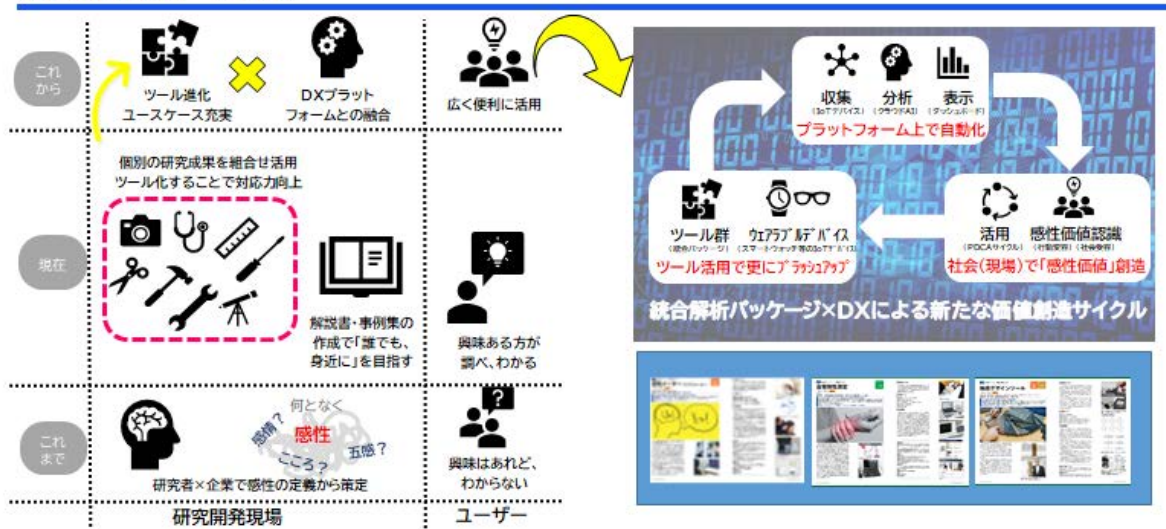 これ
から
ツール進化
ユースケース充実
DXプラット
フォームとの融合
広く便利に活用
個別の研究成果を組合せ活用
ツール化することで対応力向上
現在
解説書・事例集の
作成で「誰でも、
身近に」を目指す
興味ある方が
調べ、わかる
これ
まで
何となく
感情?
感性
五感?
こころ?
研究者×企業で感性の定義から策定
興味はあれど、
わからない
研究開発現場
ユーザー
収集
分析
表示
(IoTデバイス)
(クラウドAI)
(ダッシュボード)
プラットフォーム上で自動化
ツール群
ウェアラブルデバイス
(統合パッケージ)
(スマートウォッチ等のIoTデバイス)
ツール活用で更にブラッシュアップ
活用
感性価値認識
(PDCAサイクル)
(行動変容)(社会受容)
社会(現場)で「感性価値」創造
統合解析パッケージ×DXによる新たな価値創造サイクル